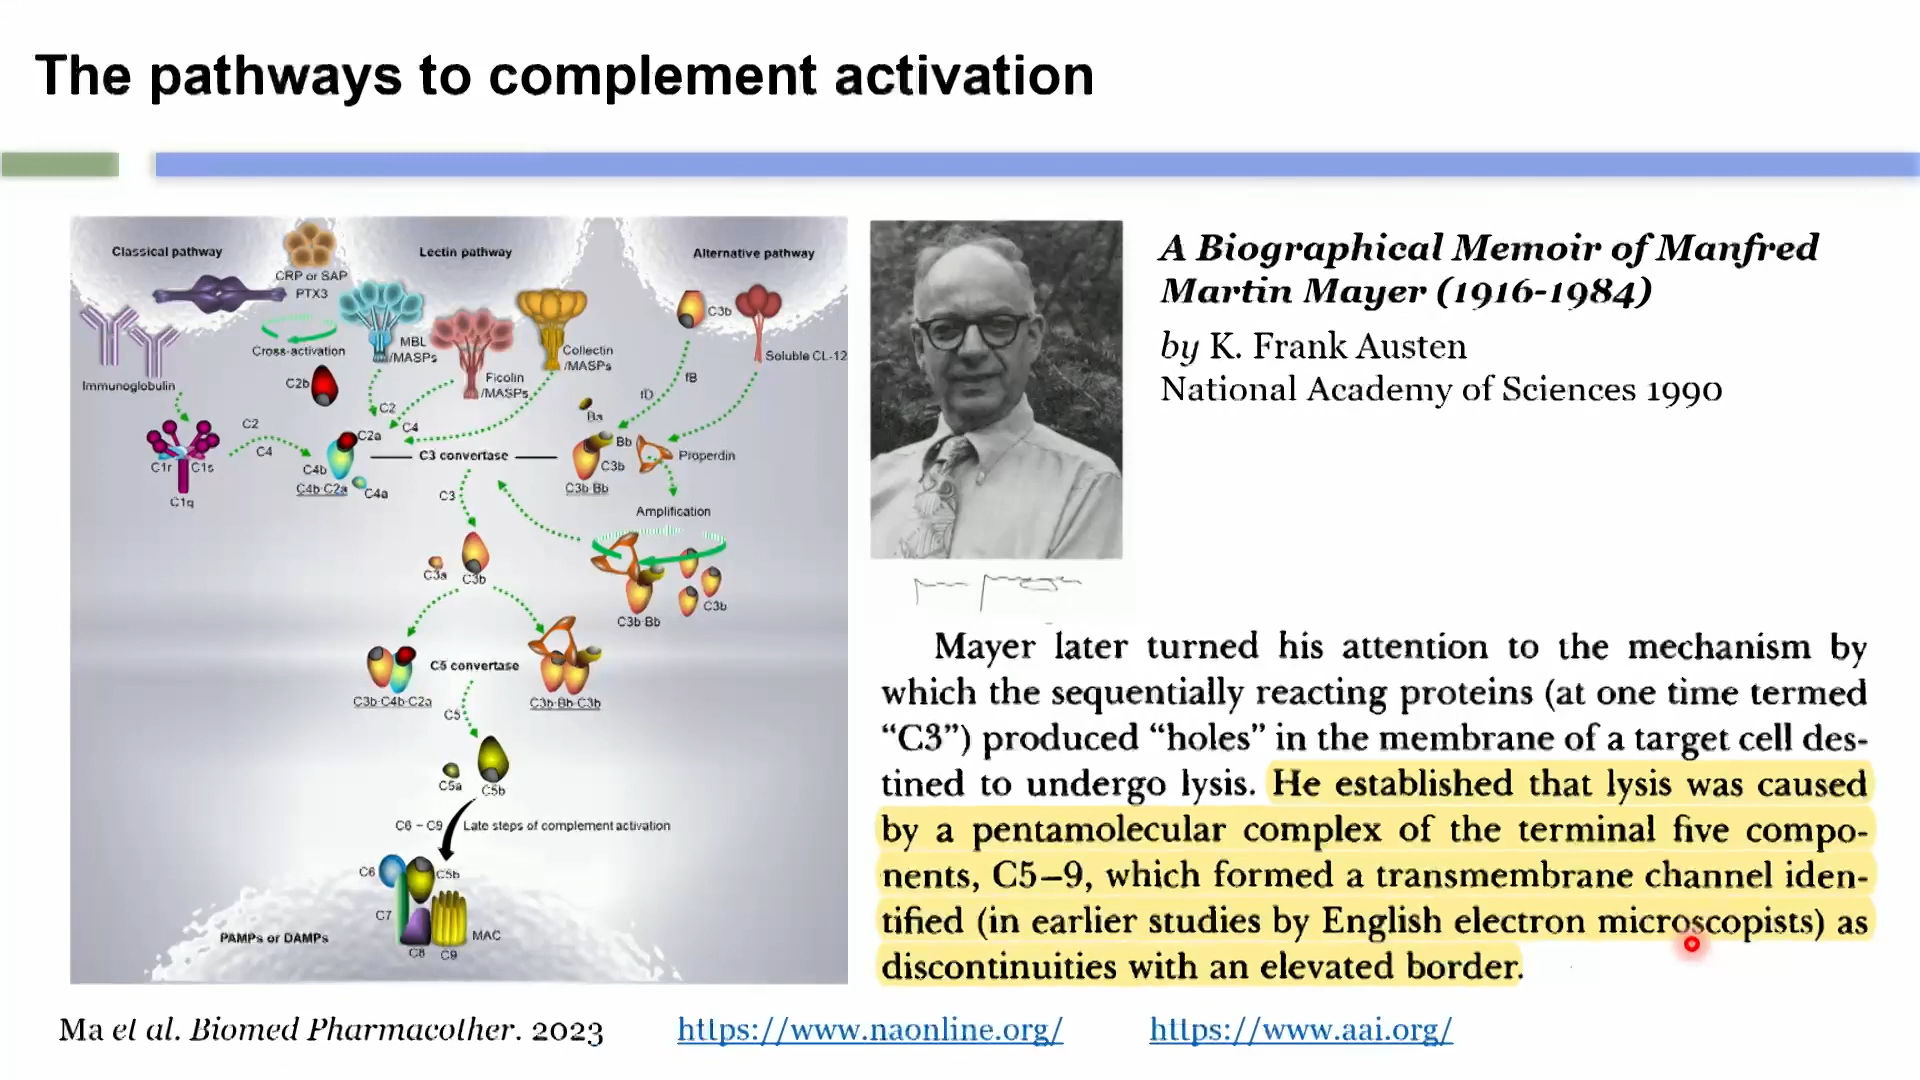 The pathways to complement activation
Classical pathway
CRP or SAP
PTX3
Lectin pathway
Alternative pathway
Immunoglobulin
Cross-activation
C2b
MBL
/MASPs
Ficolin
/MASPs
Collectin
/MASPs
C3b
Soluble CL-12
fB
fD
Ba
C2
C4
C2
C4
C1r
C1s
C1q
C2a
C4b
C4b·C2a
C4a
C3 convertase
Bb
C3b
C3b·Bb
Properdin
C3
Amplification
C3a
C3b
C3b·Bb
C3b
C5 convertase
C3b·C4b·C2a
C3b·Bb·C3b
C5
C5a
C5b
C6 – C9
Late steps of complement activation
C6
C5b
C7
C8
C9
MAC
PAMPs or DAMPs
A Biographical Memoir of Manfred
Martin Mayer (1916-1984)
by K. Frank Austen
National Academy of Sciences 1990
Mayer later turned his attention to the mechanism by
which the sequentially reacting proteins (at one time termed
“C3”) produced “holes” in the membrane of a target cell des-
tined to undergo lysis. He established that lysis was caused
by a pentamolecular complex of the terminal five compo-
nents, C5–9, which formed a transmembrane channel iden-
tified (in earlier studies by English electron microscopists) as
discontinuities with an elevated border.
Ma et al. Biomed Pharmacother. 2023
https://www.naonline.org/
https://www.aai.org/